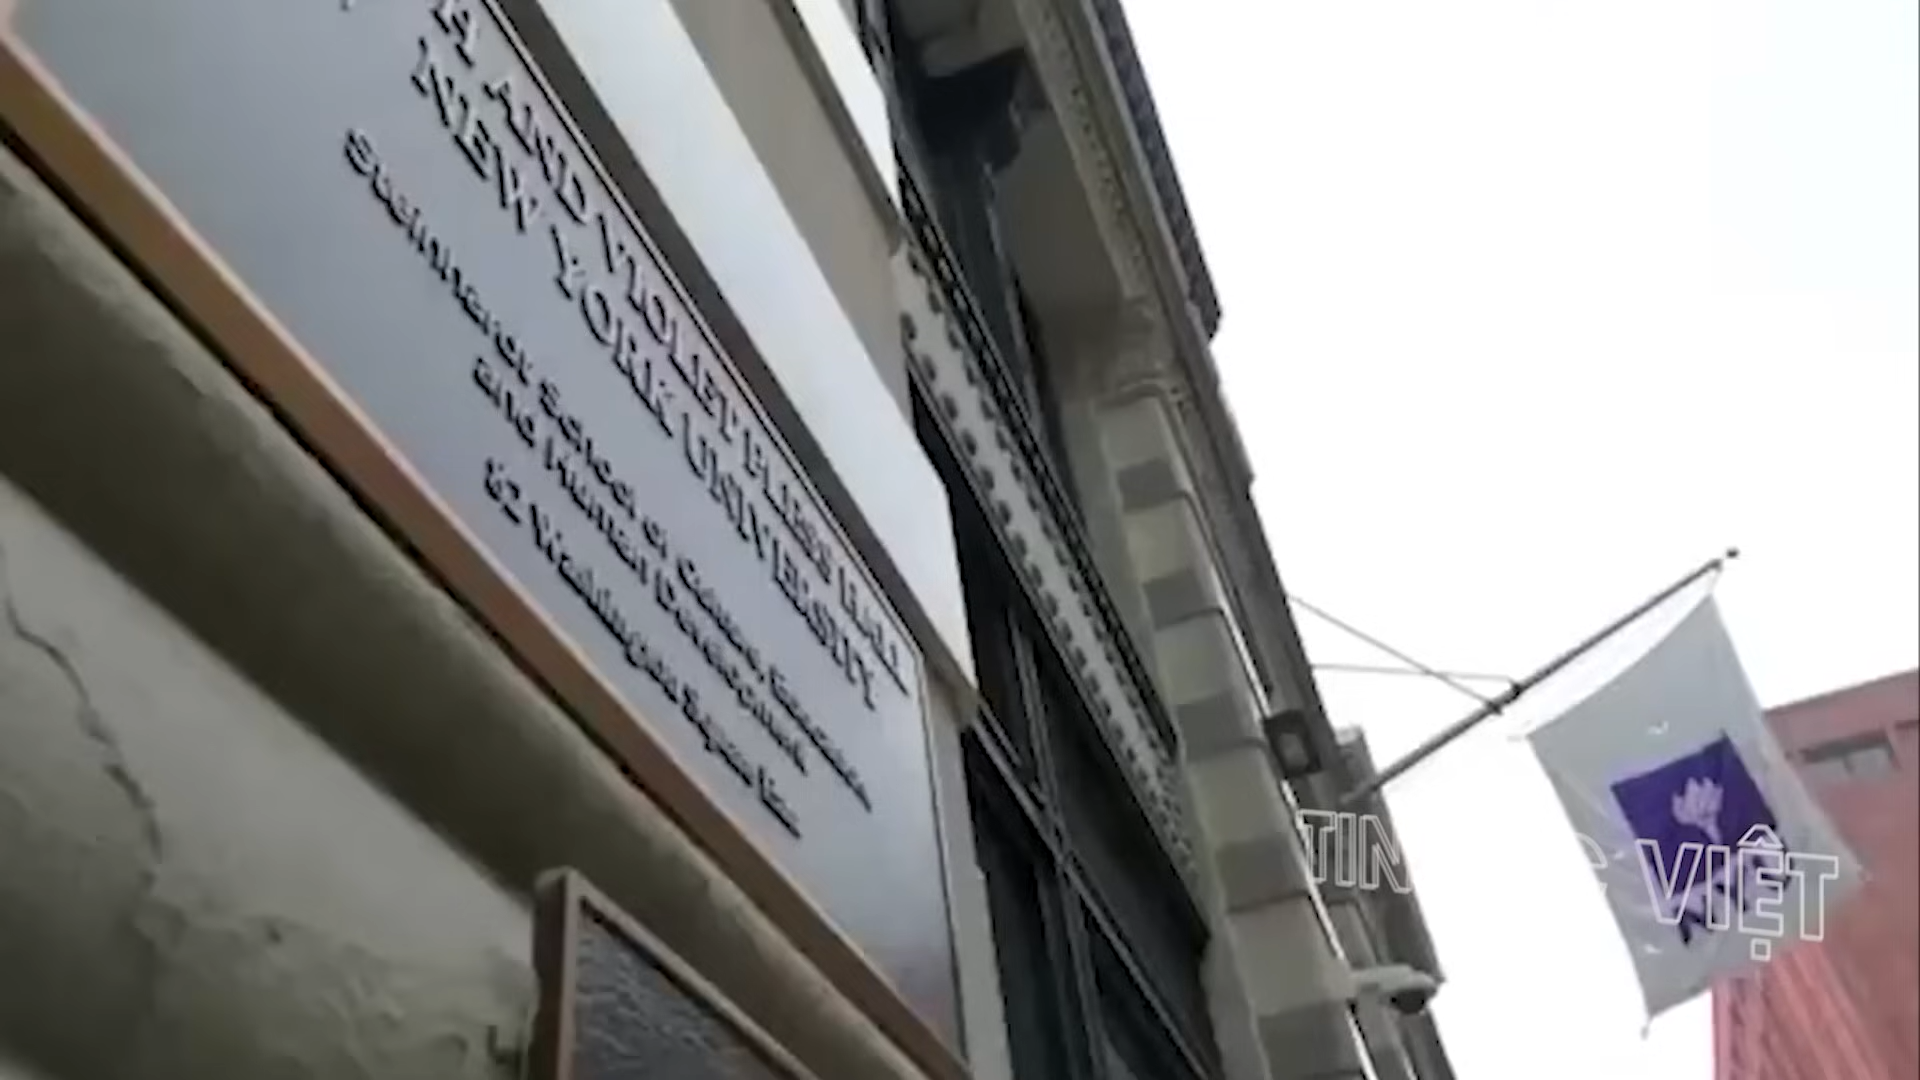 H AND VIOLET PLIESS HALL
NEW YORK UNIVERSITY
Steinhardt School of Culture, Education
and Human Development
82 Washington Square East
TIN VIỆT